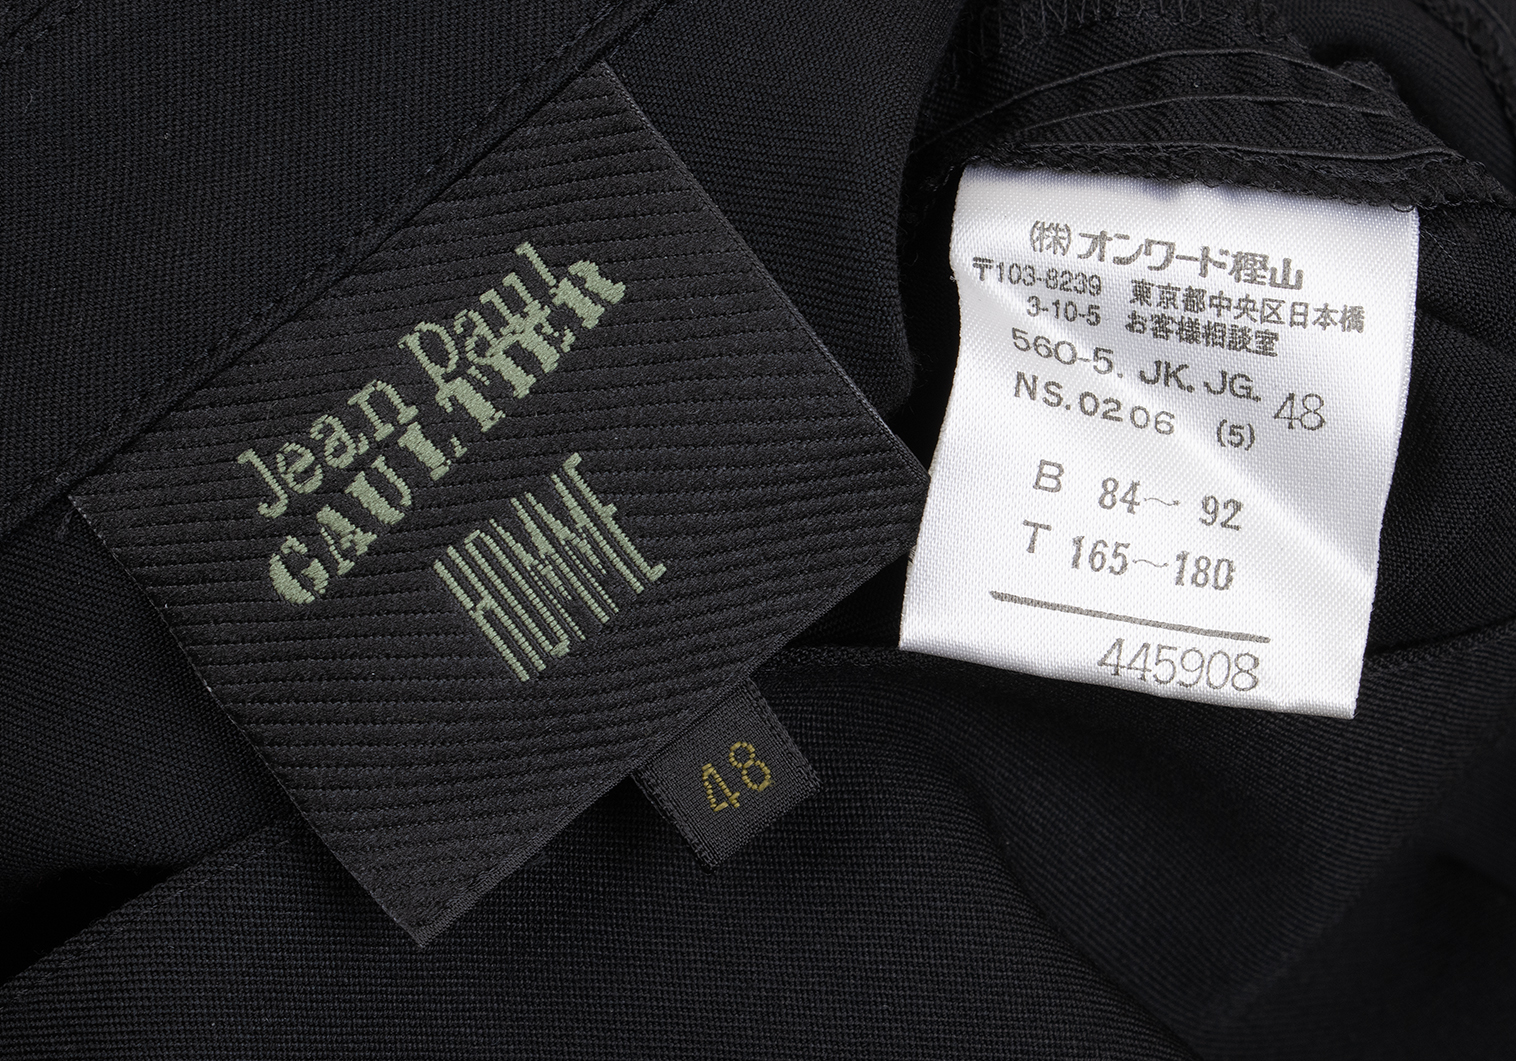 Jean Paul
GAULTIER
HOMME
48
(株)オンワード樫山
〒103-8239 東京都中央区日本橋
3-10-5 お客様相談室
560-5. JK. JG. 48
NS.0206 (5)
B 84～ 92
T 165～180
445908